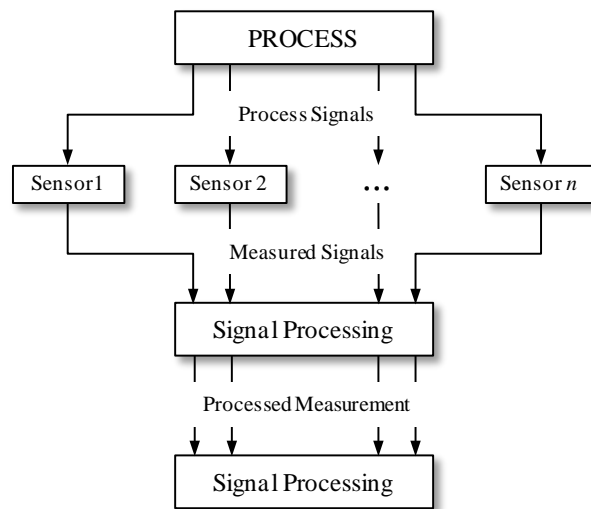 PROCESS
Process Signals
Sensor1
Sensor 2
...
Sensor n
Measured Signals
Signal Processing
Processed Measurement
Signal Processing